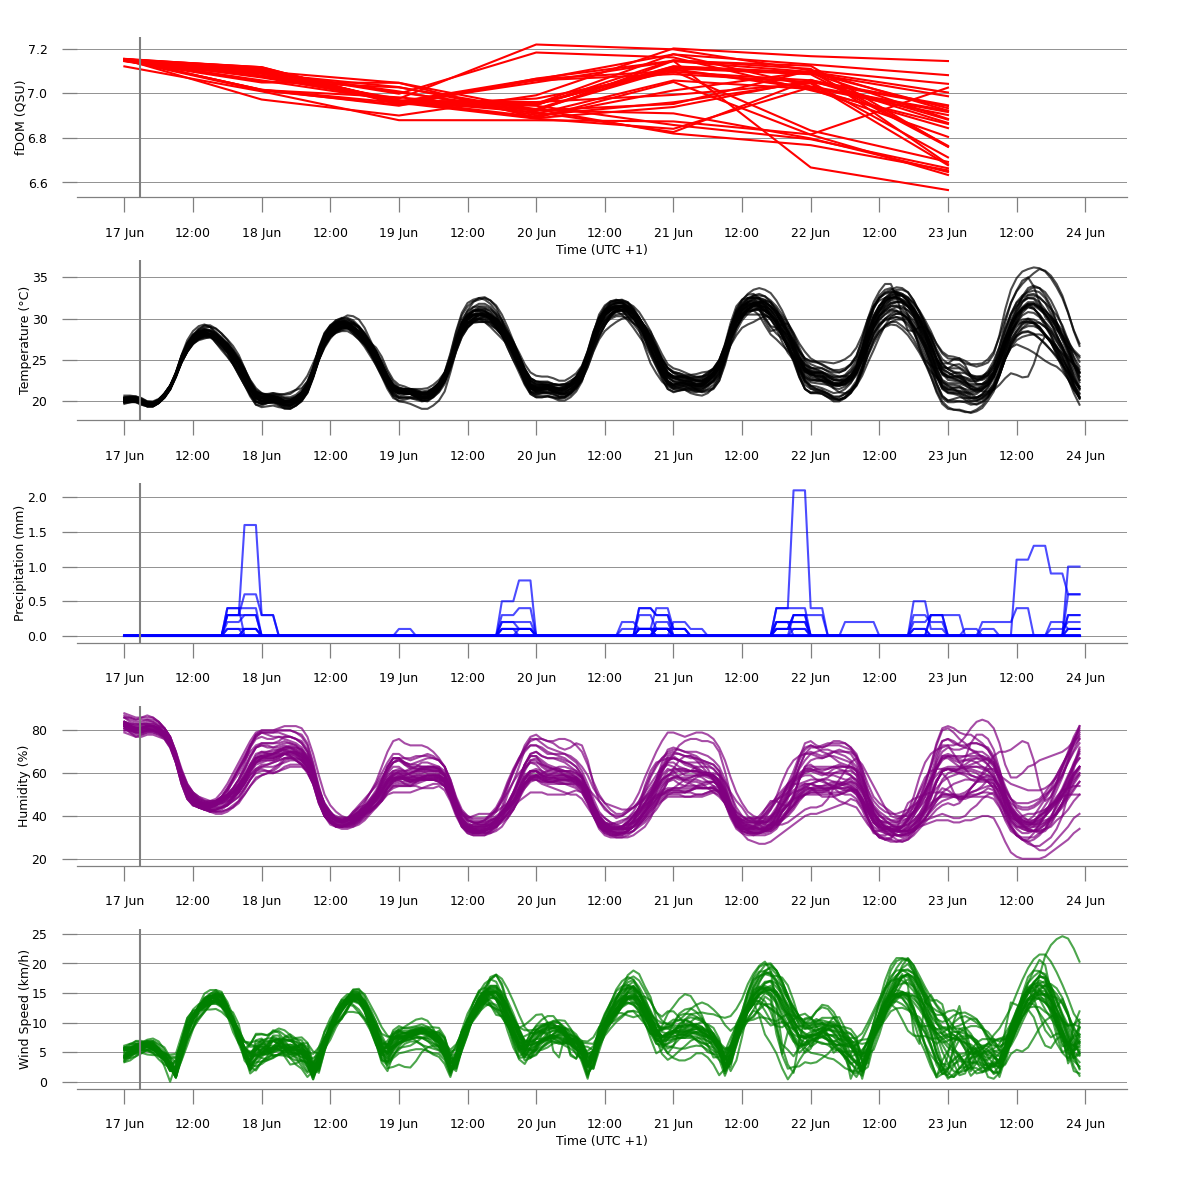 7.2
7.0
6.8
6.6
fDOM (QSU)
17 Jun 12:00 18 Jun 12:00 19 Jun 12:00 20 Jun 12:00 21 Jun 12:00 22 Jun 12:00 23 Jun 12:00 24 Jun
Time (UTC +1)
35
30
25
20
Temperature (°C)
17 Jun 12:00 18 Jun 12:00 19 Jun 12:00 20 Jun 12:00 21 Jun 12:00 22 Jun 12:00 23 Jun 12:00 24 Jun
2.0
1.5
1.0
0.5
0.0
Precipitation (mm)
17 Jun 12:00 18 Jun 12:00 19 Jun 12:00 20 Jun 12:00 21 Jun 12:00 22 Jun 12:00 23 Jun 12:00 24 Jun
80
60
40
20
Humidity (%)
17 Jun 12:00 18 Jun 12:00 19 Jun 12:00 20 Jun 12:00 21 Jun 12:00 22 Jun 12:00 23 Jun 12:00 24 Jun
25
20
15
10
5
0
Wind Speed (km/h)
17 Jun 12:00 18 Jun 12:00 19 Jun 12:00 20 Jun 12:00 21 Jun 12:00 22 Jun 12:00 23 Jun 12:00 24 Jun
Time (UTC +1)